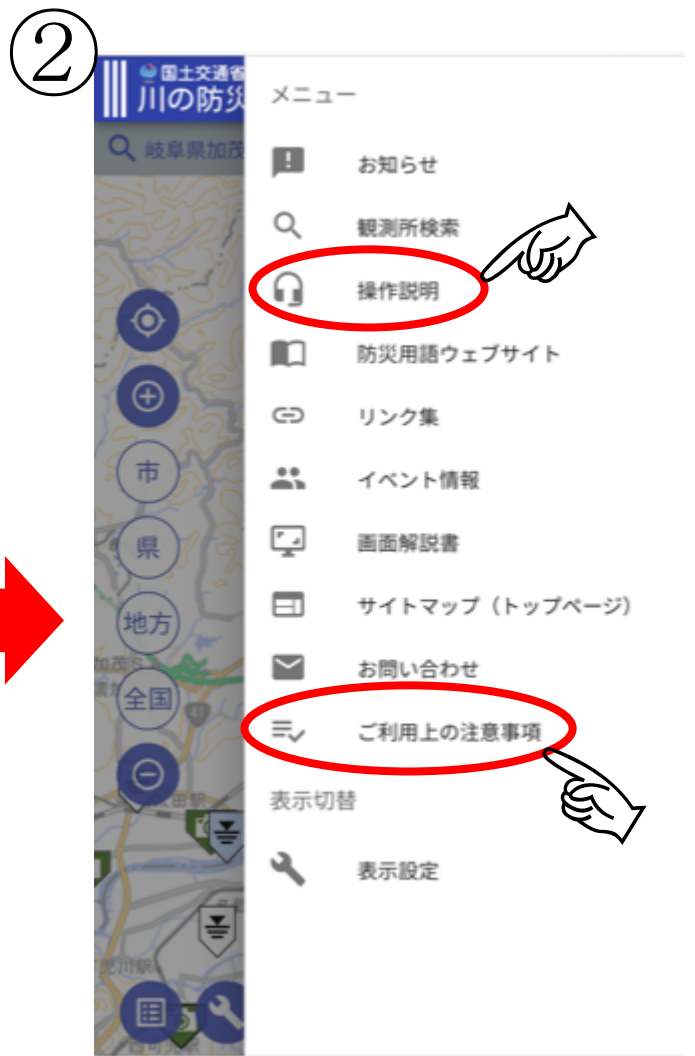 ②
国土交通省
川の防災
岐阜県加茂
メニュー
お知らせ
観測所検索
操作説明
防災用語ウェブサイト
リンク集
イベント情報
画面解説書
サイトマップ（トップページ）
お問い合わせ
ご利用上の注意事項
表示切替
表示設定
市
県
地方
全国
41